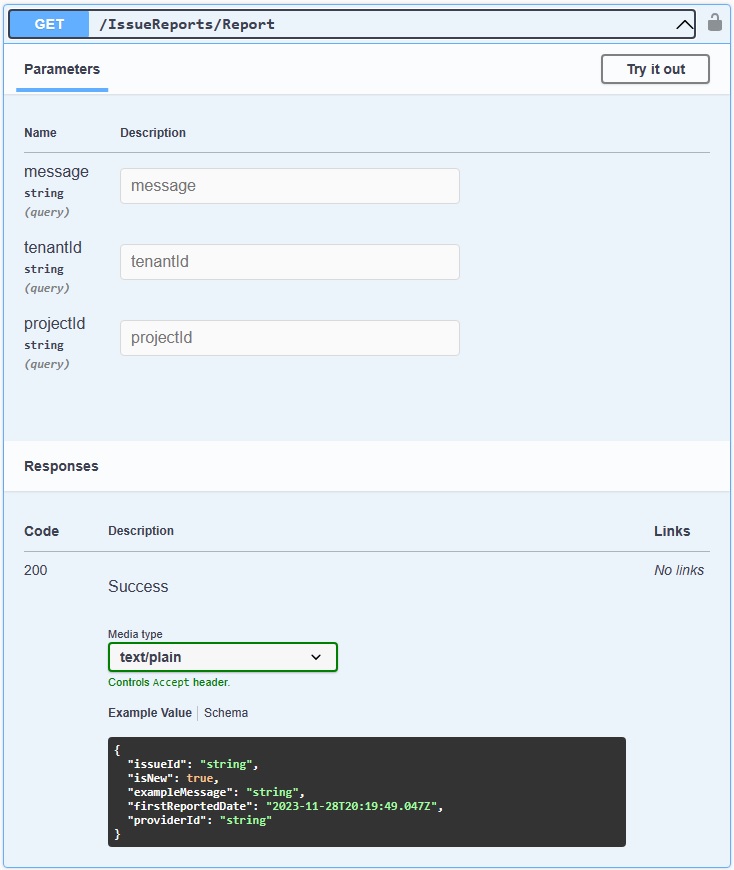 GET /IssueReports/Report
Parameters
Try it out
Name Description
message
string
(query)
message
tenantId
string
(query)
tenantId
projectId
string
(query)
projectId
Responses
Code Description Links
200 Success No links
Media type
text/plain
Controls Accept header.
Example Value Schema
{
"issueId": "string",
"isNew": true,
"exampleMessage": "string",
"firstReportedDate": "2023-11-28T20:19:49.047Z",
"providerId": "string"
}